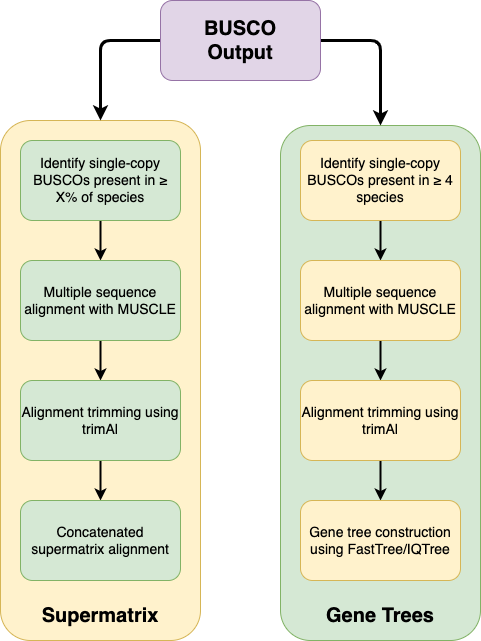 BUSCO
Output
Identify single-copy
BUSCOs present in ≥
X% of species
Multiple sequence
alignment with MUSCLE
Alignment trimming using
trimAl
Concatenated
supermatrix alignment
Supermatrix
Identify single-copy
BUSCOs present in ≥ 4
species
Multiple sequence
alignment with MUSCLE
Alignment trimming using
trimAl
Gene tree construction
using FastTree/IQTree
Gene Trees